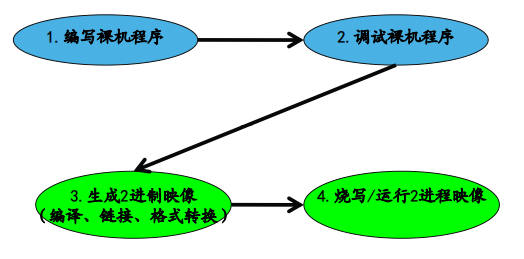 1.编写裸机程序
2.调试裸机程序
3.生成2进制映像
（编译、链接、格式转换）
4.烧写/运行2进程映像